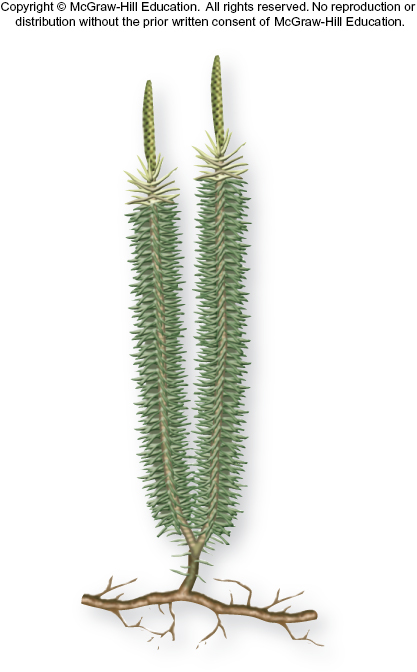 Copyright © McGraw-Hill Education.  All rights reserved. No reproduction or
distribution without the prior written consent of McGraw-Hill Education.